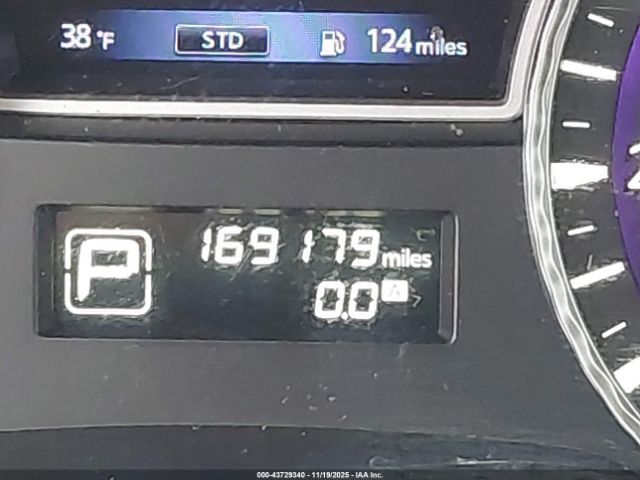 38 °F STD 124 miles
P 169179 miles
0.0 A
000-43729340 - 11/19/2025 - IAA, Inc.